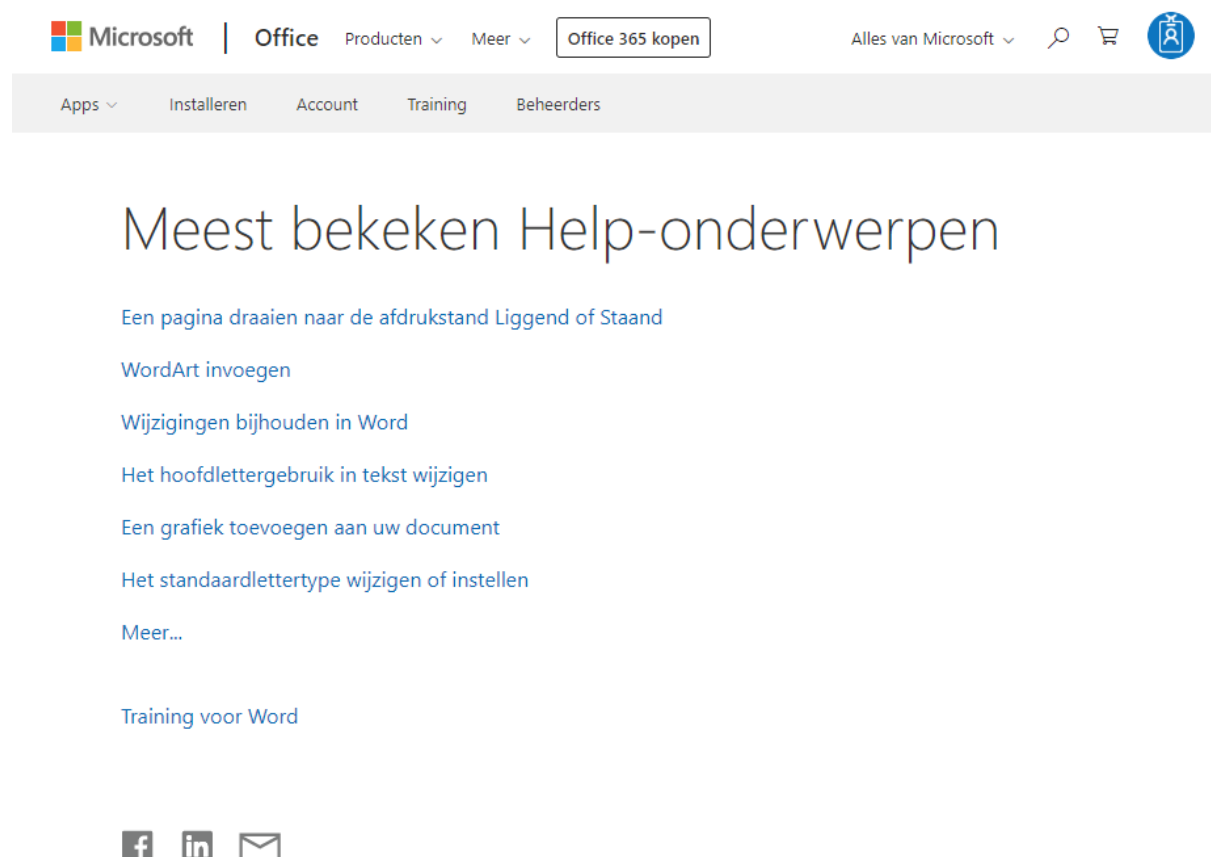 Microsoft Office Producten Meer Office 365 kopen Alles van Microsoft
Apps Installeren Account Training Beheerders
Meest bekeken Help-onderwerpen
Een pagina draaien naar de afdrukstand Liggend of Staand
WordArt invoegen
Wijzigingen bijhouden in Word
Het hoofdlettergebruik in tekst wijzigen
Een grafiek toevoegen aan uw document
Het standaardlettertype wijzigen of instellen
Meer...
Training voor Word